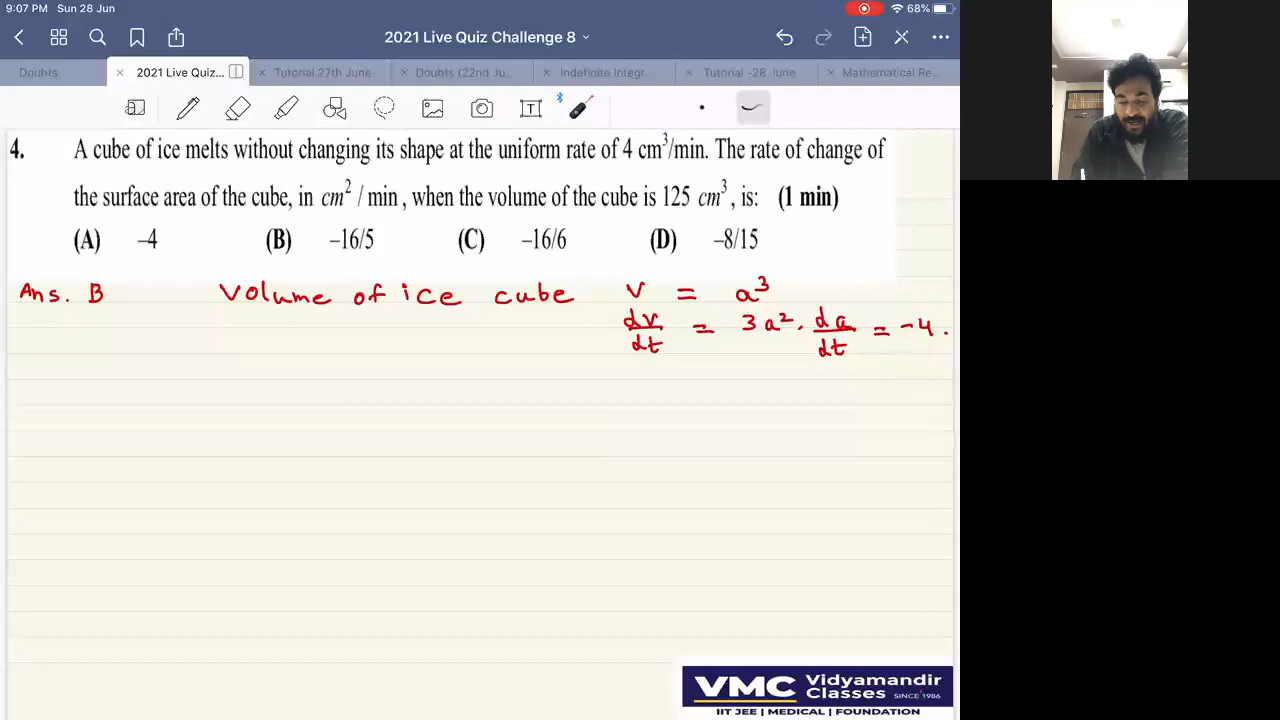 9:07 PM Sun 28 Jun
68%
2021 Live Quiz Challenge 8
Doubts
2021 Live Quiz...
Tutorial 27th June
Doubts (22nd Ju...
Indefinite Integr...
Tutorial -28 June
Mathematical Re...
4. A cube of ice melts without changing its shape at the uniform rate of 4 cm³/min. The rate of change of
the surface area of the cube, in cm² / min, when the volume of the cube is 125 cm³, is: (1 min)
(A) –4 (B) –16/5 (C) –16/6 (D) –8/15
Ans. B Volume of ice cube v = a³
dv/dt = 3a². da/dt = -4.
VMC Vidyamandir
Classes SINCE 1986
IIT JEE | MEDICAL | FOUNDATION